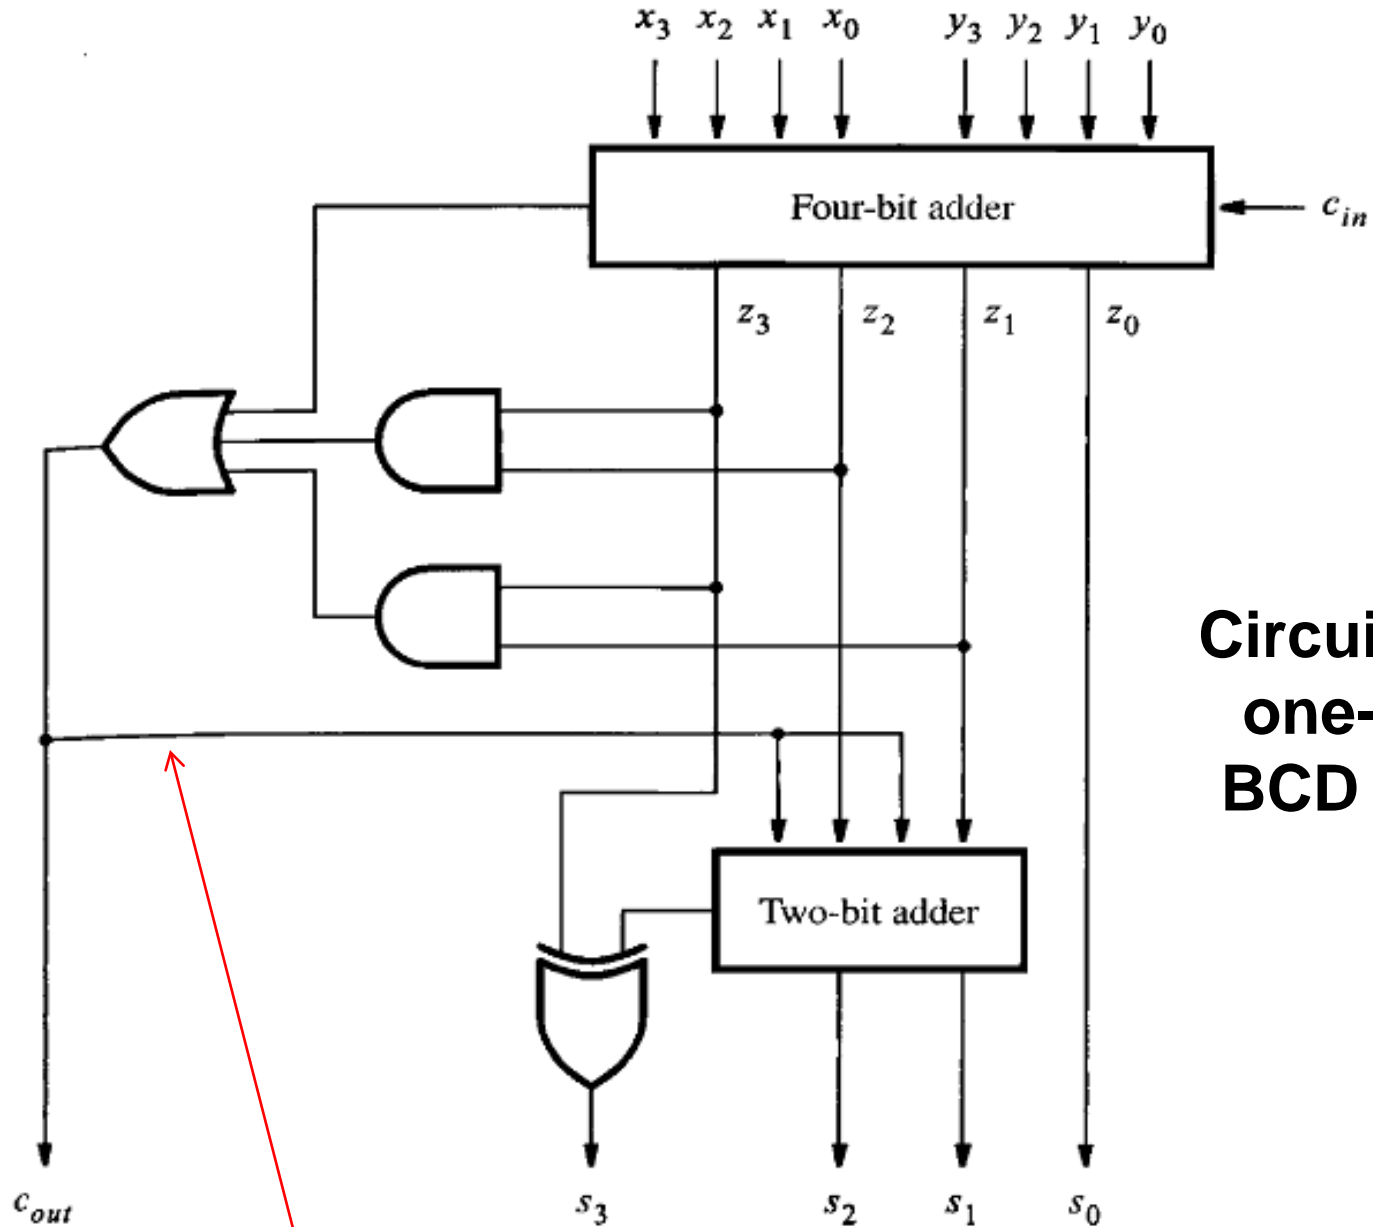 x3 x2 x1 x0 y3 y2 y1 y0
Four-bit adder
cin
z3 z2 z1 z0
one-
BCD
Two-bit adder
cout s3 s2 s1 s0